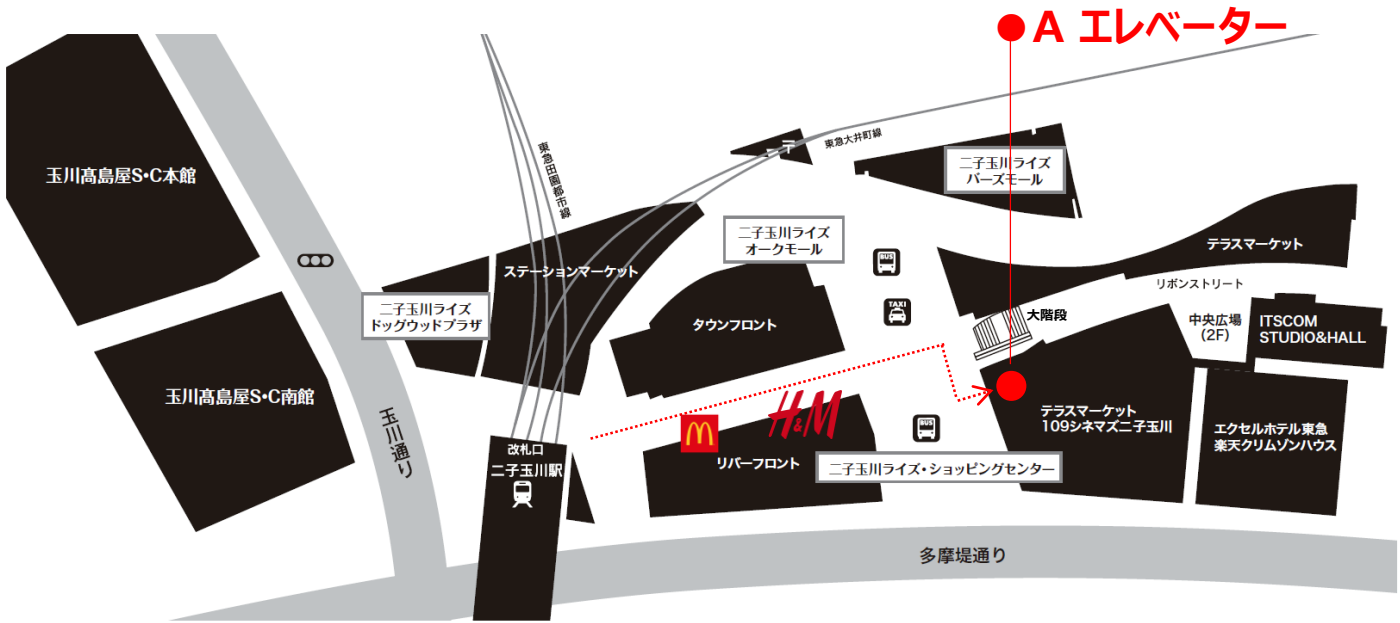 A エレベーター
東急大井町線
東急田園都市線
玉川髙島屋S・C本館
二子玉川ライズ
バーズモール
二子玉川ライズ
オークモール
BUS
テラスマーケット
ステーションマーケット
リボンストリート
二子玉川ライズ
ドッグウッドプラザ
TAXI
大階段
タウンフロント
中央広場
(2F)
ITSCOM
STUDIO&HALL
玉川髙島屋S・C南館
H&M
BUS
テラスマーケット
109シネマズ二子玉川
エクセルホテル東急
楽天クリムゾンハウス
玉川通り
改札口
二子玉川駅
リバーフロント
二子玉川ライズ・ショッピングセンター
多摩堤通り